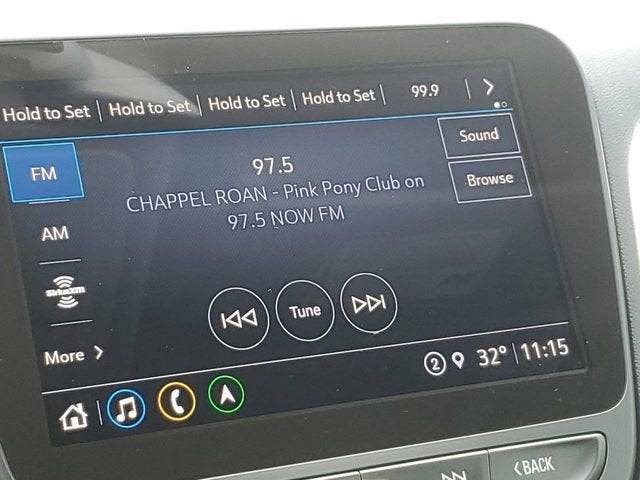 Hold to Set Hold to Set Hold to Set Hold to Set 99.9
FM
97.5
Sound
CHAPPEL ROAN - Pink Pony Club on
97.5 NOW FM
Browse
AM
SiriusXM
Tune
More
2 32° 11:15
BACK